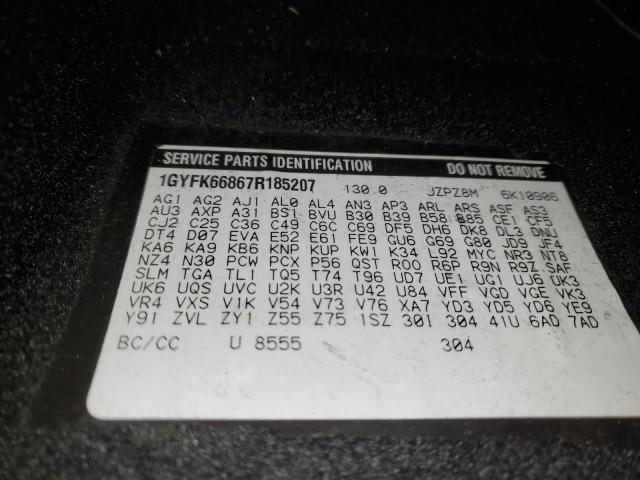 SERVICE PARTS IDENTIFICATION DO NOT REMOVE
1GYFK66867R185207 130.0 JZPZ8M 6K10906
AG1 AG2 AJ1 AL0 AL4 AN3 AP3 ARL ARS ASF AS3
AU3 AXP A31 BS1 BVU B30 B39 B58 B85 CE1 CF5
CJ2 C25 C36 C49 C6C C69 DF5 DH6 DK8 DL3 DNU
DT4 D07 EVA E52 E61 FE9 GU6 G69 G80 JD9 JF4
KA6 KA9 KB6 KNP KUP KW1 K34 L92 MYC NR3 NT8
NZ4 N30 PCW PCX P56 QST ROO R6P R9N R9Z SAF
SLM TGA TL1 TQ5 T74 T96 UD7 UE1 UG1 UJ6 UK3
UK6 UQS UVC U2K U3R U42 U84 VFF VGD VGE VK3
VR4 VXS V1K V54 V73 V76 XA7 YD3 YD5 YD6 YE9
Y91 ZVL ZY1 Z55 Z75 1SZ 301 304 41U 6AD 7AD
BC/CC U 8555 304